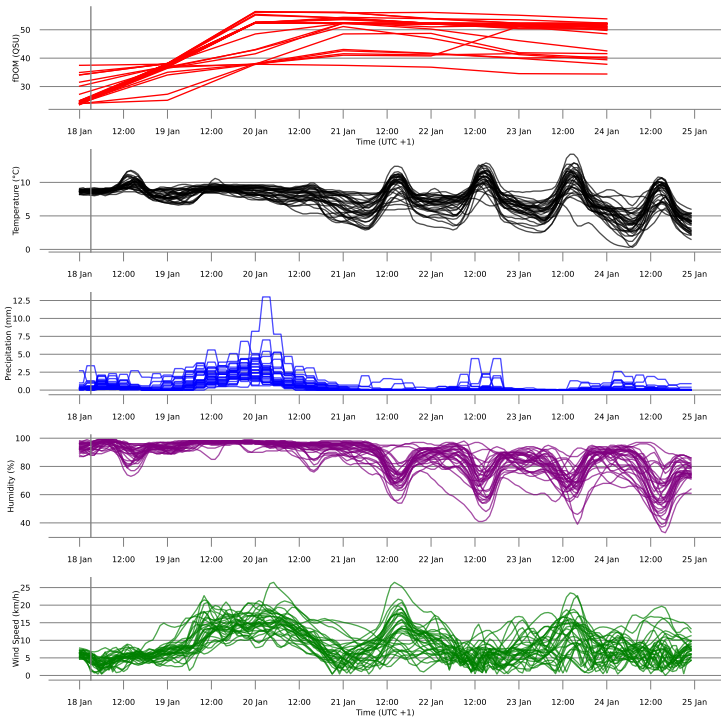 fDOM (QSU)
50
40
30
18 Jan 12:00 19 Jan 12:00 20 Jan 12:00 21 Jan 12:00 22 Jan 12:00 23 Jan 12:00 24 Jan 12:00 25 Jan
Time (UTC +1)
Temperature (°C)
10
5
0
18 Jan 12:00 19 Jan 12:00 20 Jan 12:00 21 Jan 12:00 22 Jan 12:00 23 Jan 12:00 24 Jan 12:00 25 Jan
Precipitation (mm)
12.5
10.0
7.5
5.0
2.5
0.0
18 Jan 12:00 19 Jan 12:00 20 Jan 12:00 21 Jan 12:00 22 Jan 12:00 23 Jan 12:00 24 Jan 12:00 25 Jan
Humidity (%)
100
80
60
40
18 Jan 12:00 19 Jan 12:00 20 Jan 12:00 21 Jan 12:00 22 Jan 12:00 23 Jan 12:00 24 Jan 12:00 25 Jan
Wind Speed (km/h)
25
20
15
10
5
0
18 Jan 12:00 19 Jan 12:00 20 Jan 12:00 21 Jan 12:00 22 Jan 12:00 23 Jan 12:00 24 Jan 12:00 25 Jan
Time (UTC +1)